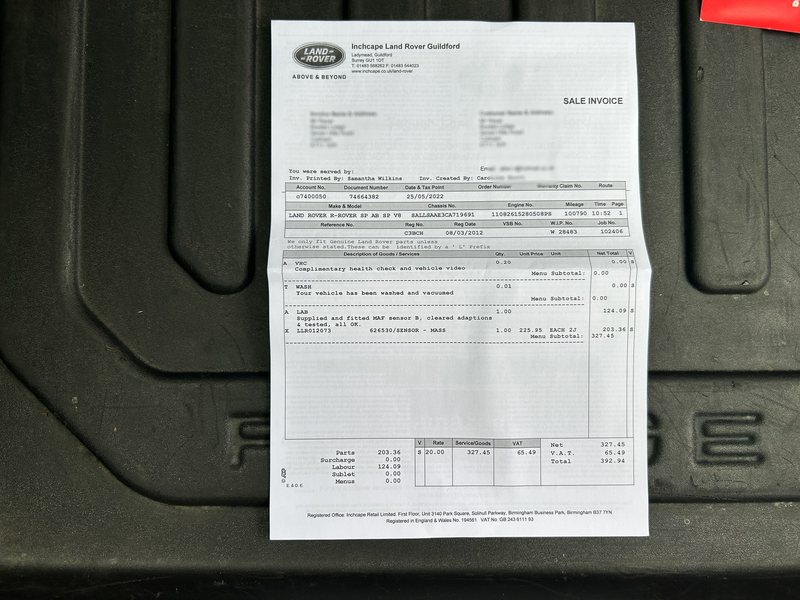 LAND ROVER
ABOVE & BEYOND
Inchcape Land Rover Guildford
Ladymead, Guildford
Surrey GU1 1DT
T: 01483 568262 F: 01483 544023
www.inchcape.co.uk/land-rover
SALE INVOICE
You were served by:
Inv. Printed By: Samantha Wilkins Inv. Created By:
Account No. Document Number Date & Tax Point Order Number Warranty Claim No. Route
o7400050 74664382 25/05/2022
Make & Model Chassis No. Engine No. Mileage Time Page
LAND ROVER R-ROVER SP AB SP V8 SALLSAAE3CA719691 11082615280508PS 100790 10:52 1
Reference No. Reg No. Reg Date VSB No. W.I.P. No. Job No.
C3BCH 08/03/2012 W 28483 102406
We only fit Genuine Land Rover parts unless
otherwise stated.These can be identified by a ' L' Prefix
Description of Goods / Services Qty. Unit Price Unit Net Total V
A VHC 0.20 0.00 S
Complimentary health check and vehicle video
Menu Subtotal: 0.00
T WASH 0.01 0.00 S
Your vehicle has been washed and vacuumed
Menu Subtotal: 0.00
A LAB 1.00 124.09 S
Supplied and fitted MAF sensor B, cleared adaptions
& tested, all OK.
X LLR012073 626530/SENSOR - MASS 1.00 225.95 EACH 2J 203.36 S
Menu Subtotal: 327.45
Parts 203.36
Surcharge 0.00
Labour 124.09
Sublet 0.00
Menus 0.00
V. Rate Service/Goods VAT
S 20.00 327.45 65.49
Net 327.45
V.A.T. 65.49
Total 392.94
E & O E
Registered Office: Inchcape Retail Limited. First Floor, Unit 3140 Park Square, Solihull Parkway, Birmingham Business Park, Birmingham B37 7YN
Registered in England & Wales No. 194561 VAT No. GB 243 6111 93